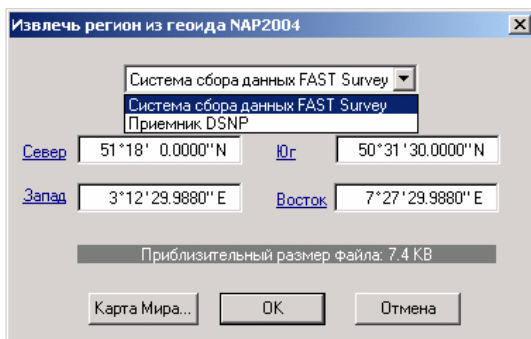 Извлечь регион из геоида NAP2004
Система сбора данных FAST Survey
Система сбора данных FAST Survey
Приемник DSNP
Север 51°18' 0.0000"N Юг 50°31'30.0000"N
Запад 3°12'29.9880"E Восток 7°27'29.9880"E
Приблизительный размер файла: 7.4 KB
Карта Мира... OK Отмена